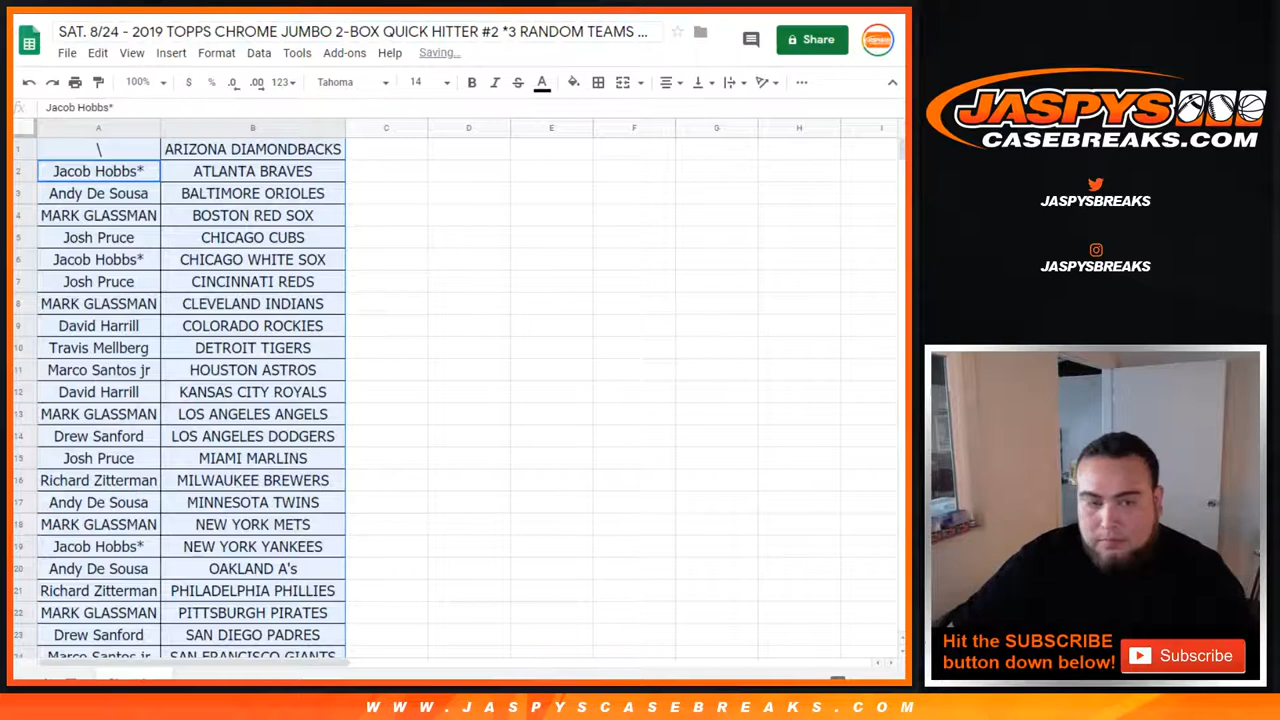 SAT. 8/24 - 2019 TOPPS CHROME JUMBO 2-BOX QUICK HITTER #2 *3 RANDOM TEAMS ...
File Edit View Inse Format Data Tools Add-ons Help Saving...
Share
100% $ % .0 .00 123 Tahoma 14 B I S A
fx Jacob Hobbs*
A B C D E F G H I
1 \ ARIZONA DIAMONDBACKS
2 Jacob Hobbs* ATLANTA BRAVES
3 Andy De Sousa BALTIMORE ORIOLES
4 MARK GLASSMAN BOSTON RED SOX
5 Josh Pruce CHICAGO CUBS
6 Jacob Hobbs* CHICAGO WHITE SOX
7 Josh Pruce CINCINNATI REDS
8 MARK GLASSMAN CLEVELAND INDIANS
9 David Harrill COLORADO ROCKIES
10 Travis Mellberg DETROIT TIGERS
11 Marco Santos jr HOUSTON ASTROS
12 David Harrill KANSAS CITY ROYALS
13 MARK GLASSMAN LOS ANGELES ANGELS
14 Drew Sanford LOS ANGELES DODGERS
15 Josh Pruce MIAMI MARLINS
16 Richard Zitterman MILWAUKEE BREWERS
17 Andy De Sousa MINNESOTA TWINS
18 MARK GLASSMAN NEW YORK METS
19 Jacob Hobbs* NEW YORK YANKEES
20 Andy De Sousa OAKLAND A's
21 Richard Zitterman PHILADELPHIA PHILLIES
22 MARK GLASSMAN PITTSBURGH PIRATES
23 Drew Sanford SAN DIEGO PADRES
24 Marco Santos jr SAN FRANCISCO GIANTS
JASPYS
CASEBREAKS.COM
JASPYSBREAKS
JASPYSBREAKS
Hit the SUBSCRIBE
button down below!
Subscribe
WWW.JASPYSCASEBREAKS.COM